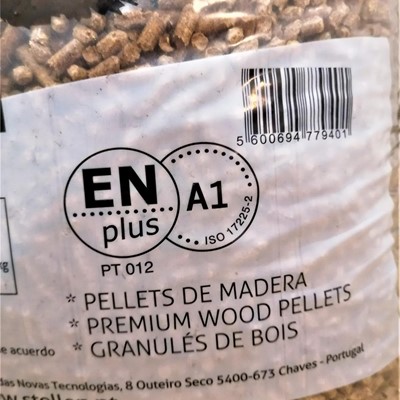 5 600694 779401
EN plus A1
ISO 17225-2
PT 012
* PELLETS DE MADERA
* PREMIUM WOOD PELLETS
* GRANULÉS DE BOIS
kg
e acuerdo
das Novas Tecnologias, 8 Outeiro Seco 5400-673 Chaves - Portugal